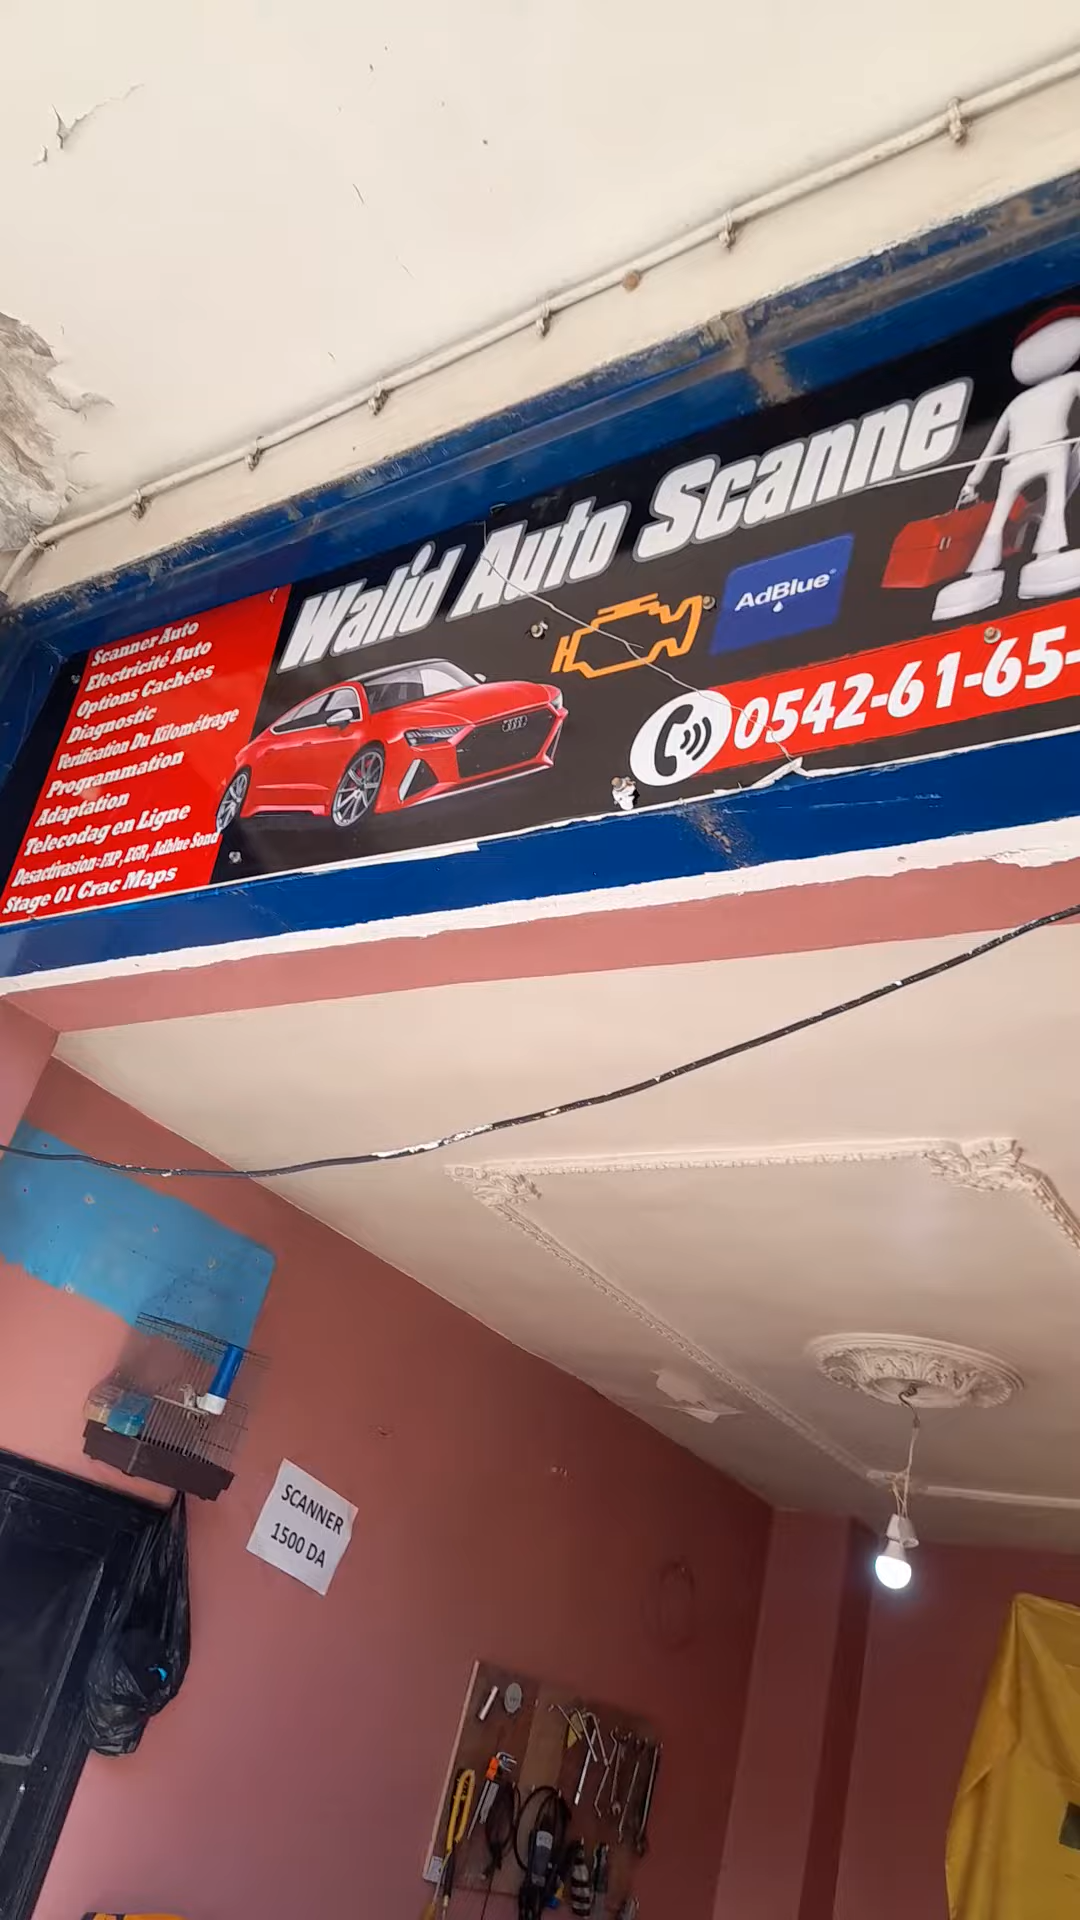 Walid Auto Scanne
Scanner Auto
Electricité Auto
Options Cachées
Diagnostic
Verification Du Kilométrage
Programmation
Adaptation
Telecodag en Ligne
Desactivasion:FAP, EGR, Adblue Sond
Stage 01 Crac Maps
AdBlue
0542-61-65-
SCANNER
1500 DA